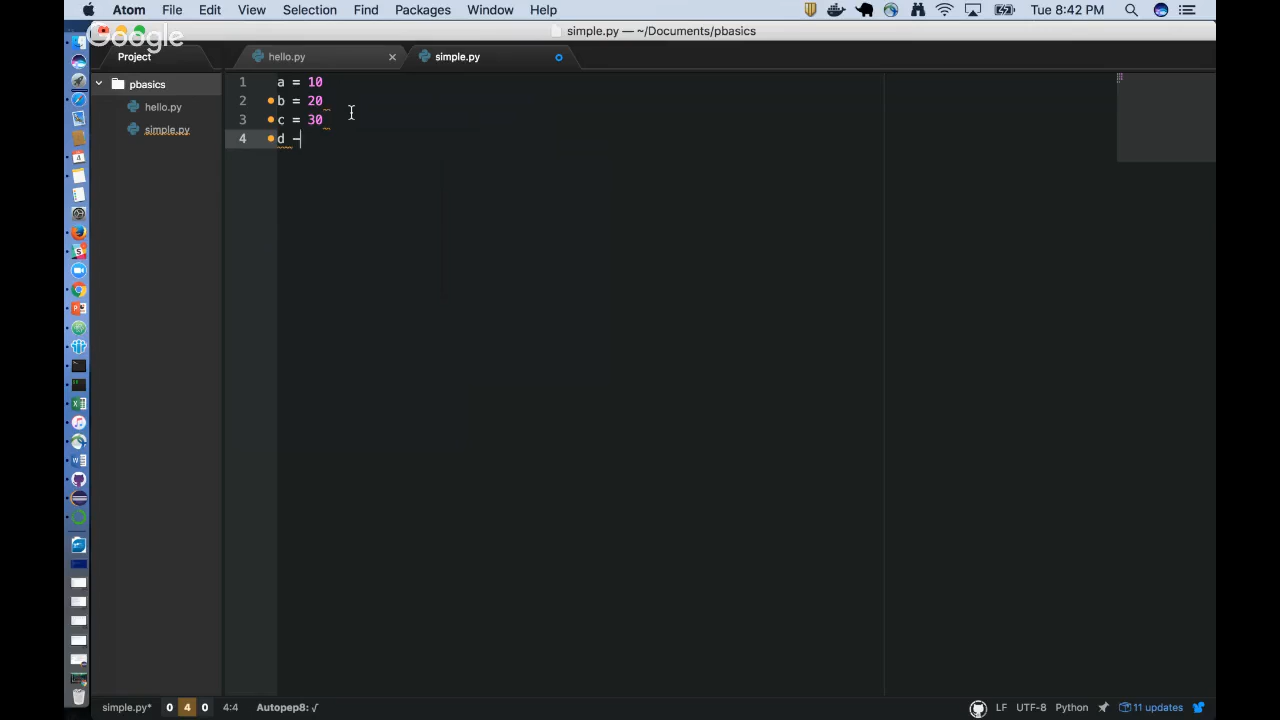 Atom File Edit View Selection Find Packages Window Help Tue 8:42 PM
Google
simple.py — ~/Documents/pbasics
Project hello.py simple.py
pbasics
hello.py
simple.py
1 a = 10
2 b = 20
3 c = 30
4 d -
simple.py* 0 4 0 4:4 Autopep8: √ LF UTF-8 Python 11 updates